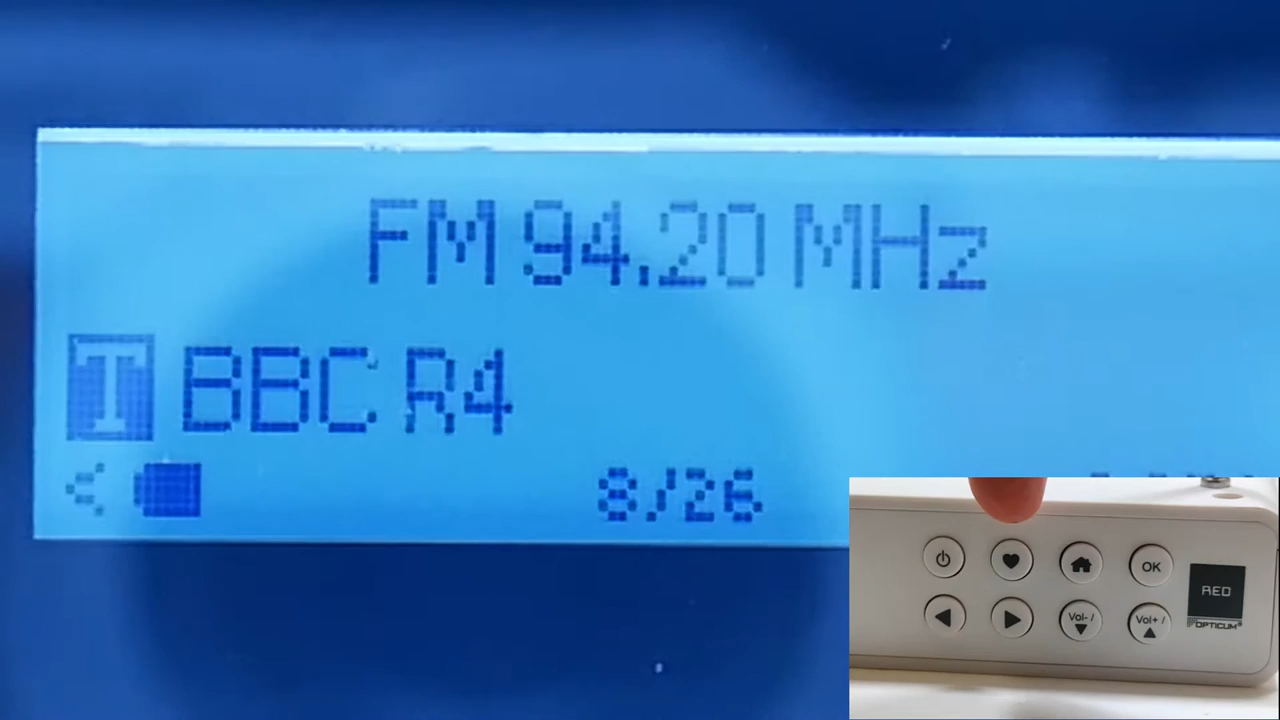 FM 94.20 MHz
T BBC R4
8/26
OK
RED
OPTICUM
Vol- /
Vol+ /